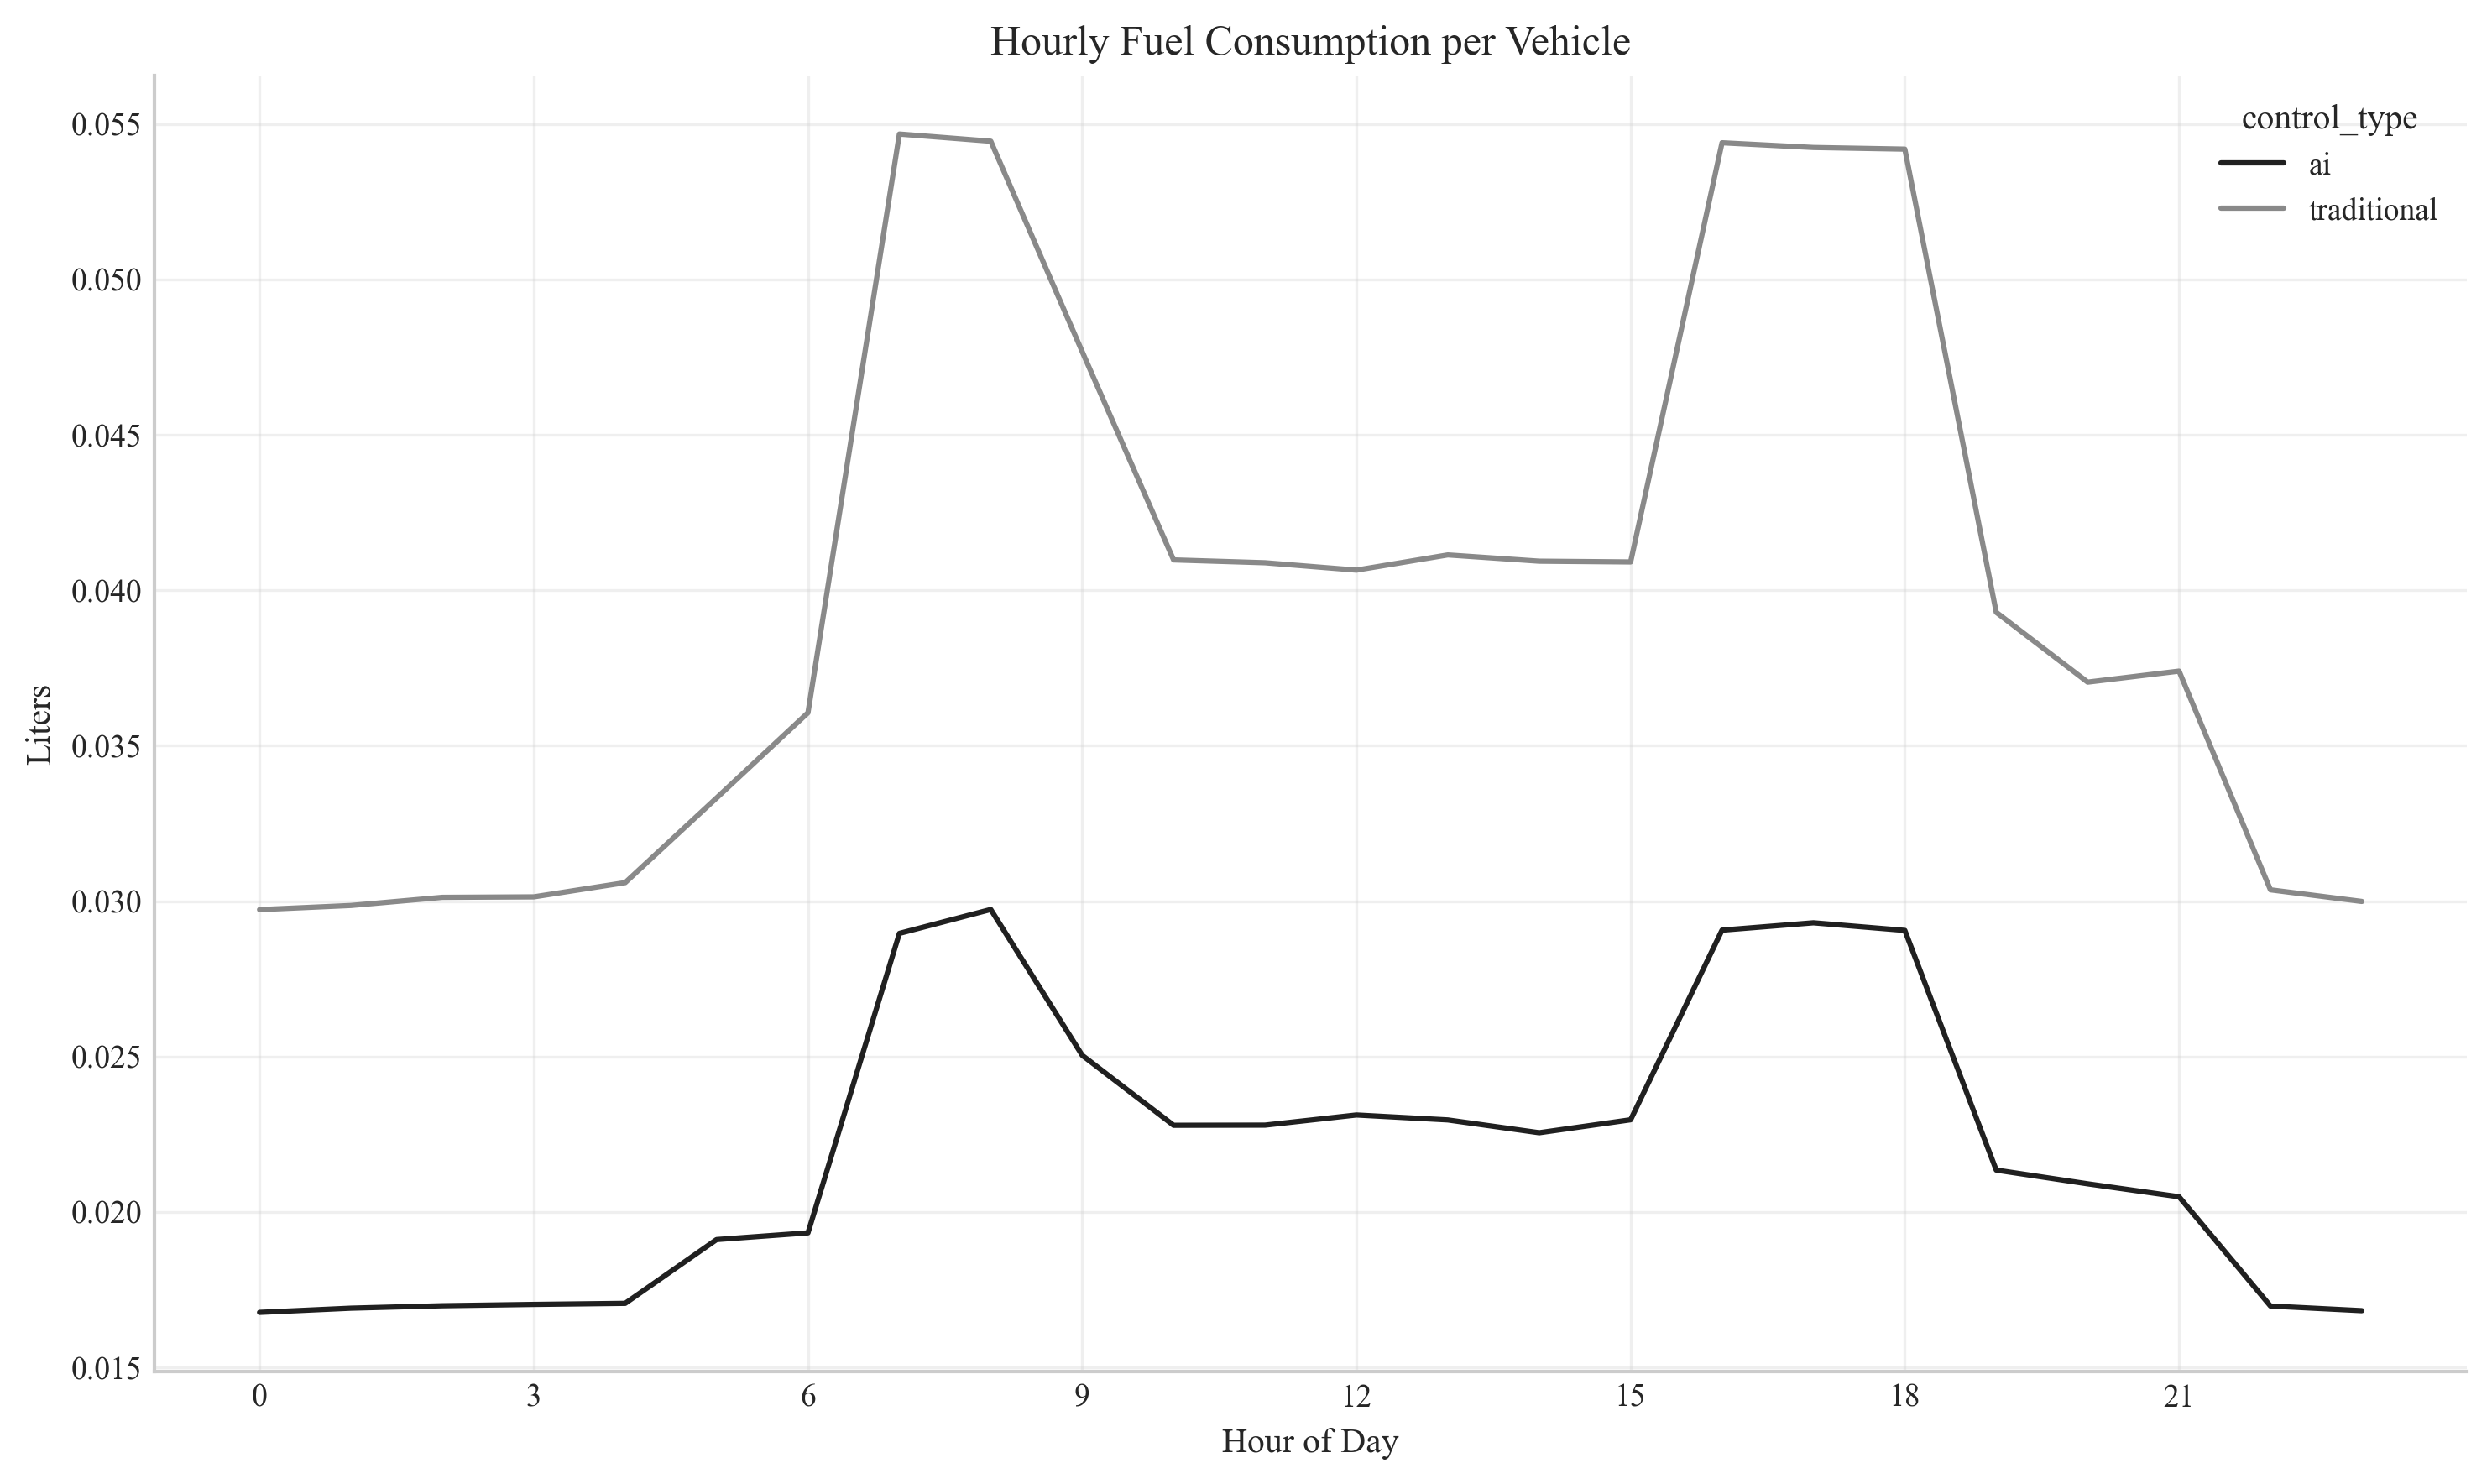 Hourly Fuel Consumption per Vehicle
control_type
ai
traditional
Liters
0.055
0.050
0.045
0.040
0.035
0.030
0.025
0.020
0.015
0 3 6 9 12 15 18 21
Hour of Day